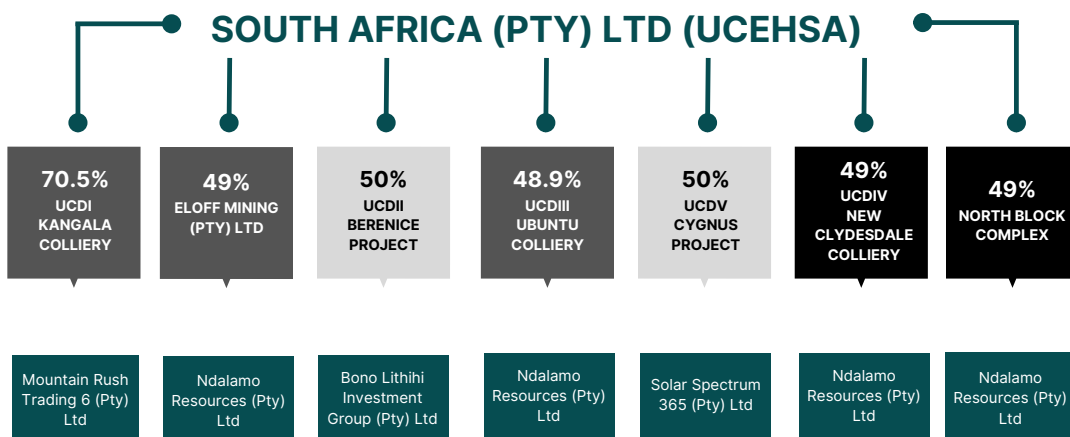 SOUTH AFRICA (PTY) LTD (UCEHSA)
70.5%
UCDI
KANGALA
COLLIERY
49%
ELOFF MINING
(PTY) LTD
50%
UCDII
BERENICE
PROJECT
48.9%
UCDIII
UBUNTU
COLLIERY
50%
UCDV
CYGNUS
PROJECT
49%
UCDIV
NEW
CLYDESDALE
COLLIERY
49%
NORTH BLOCK
COMPLEX
Mountain Rush
Trading 6 (Pty)
Ltd
Ndalamo
Resources (Pty)
Ltd
Bono Lithihi
Investment
Group (Pty) Ltd
Ndalamo
Resources (Pty)
Ltd
Solar Spectrum
365 (Pty) Ltd
Ndalamo
Resources (Pty)
Ltd
Ndalamo
Resources (Pty)
Ltd